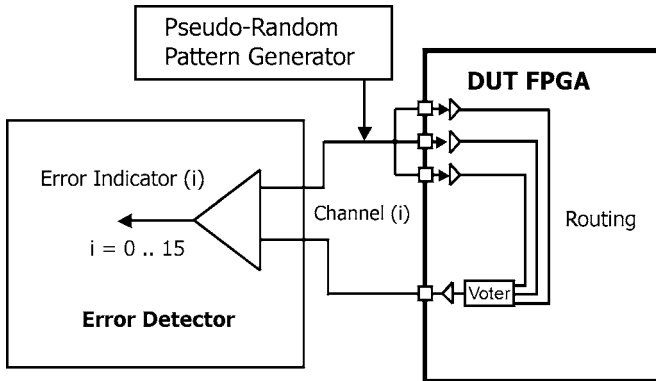 Pseudo-Random
Pattern Generator
DUT FPGA
Error Indicator (i)
Channel (i)
i = 0 .. 15
Routing
Voter
Error Detector